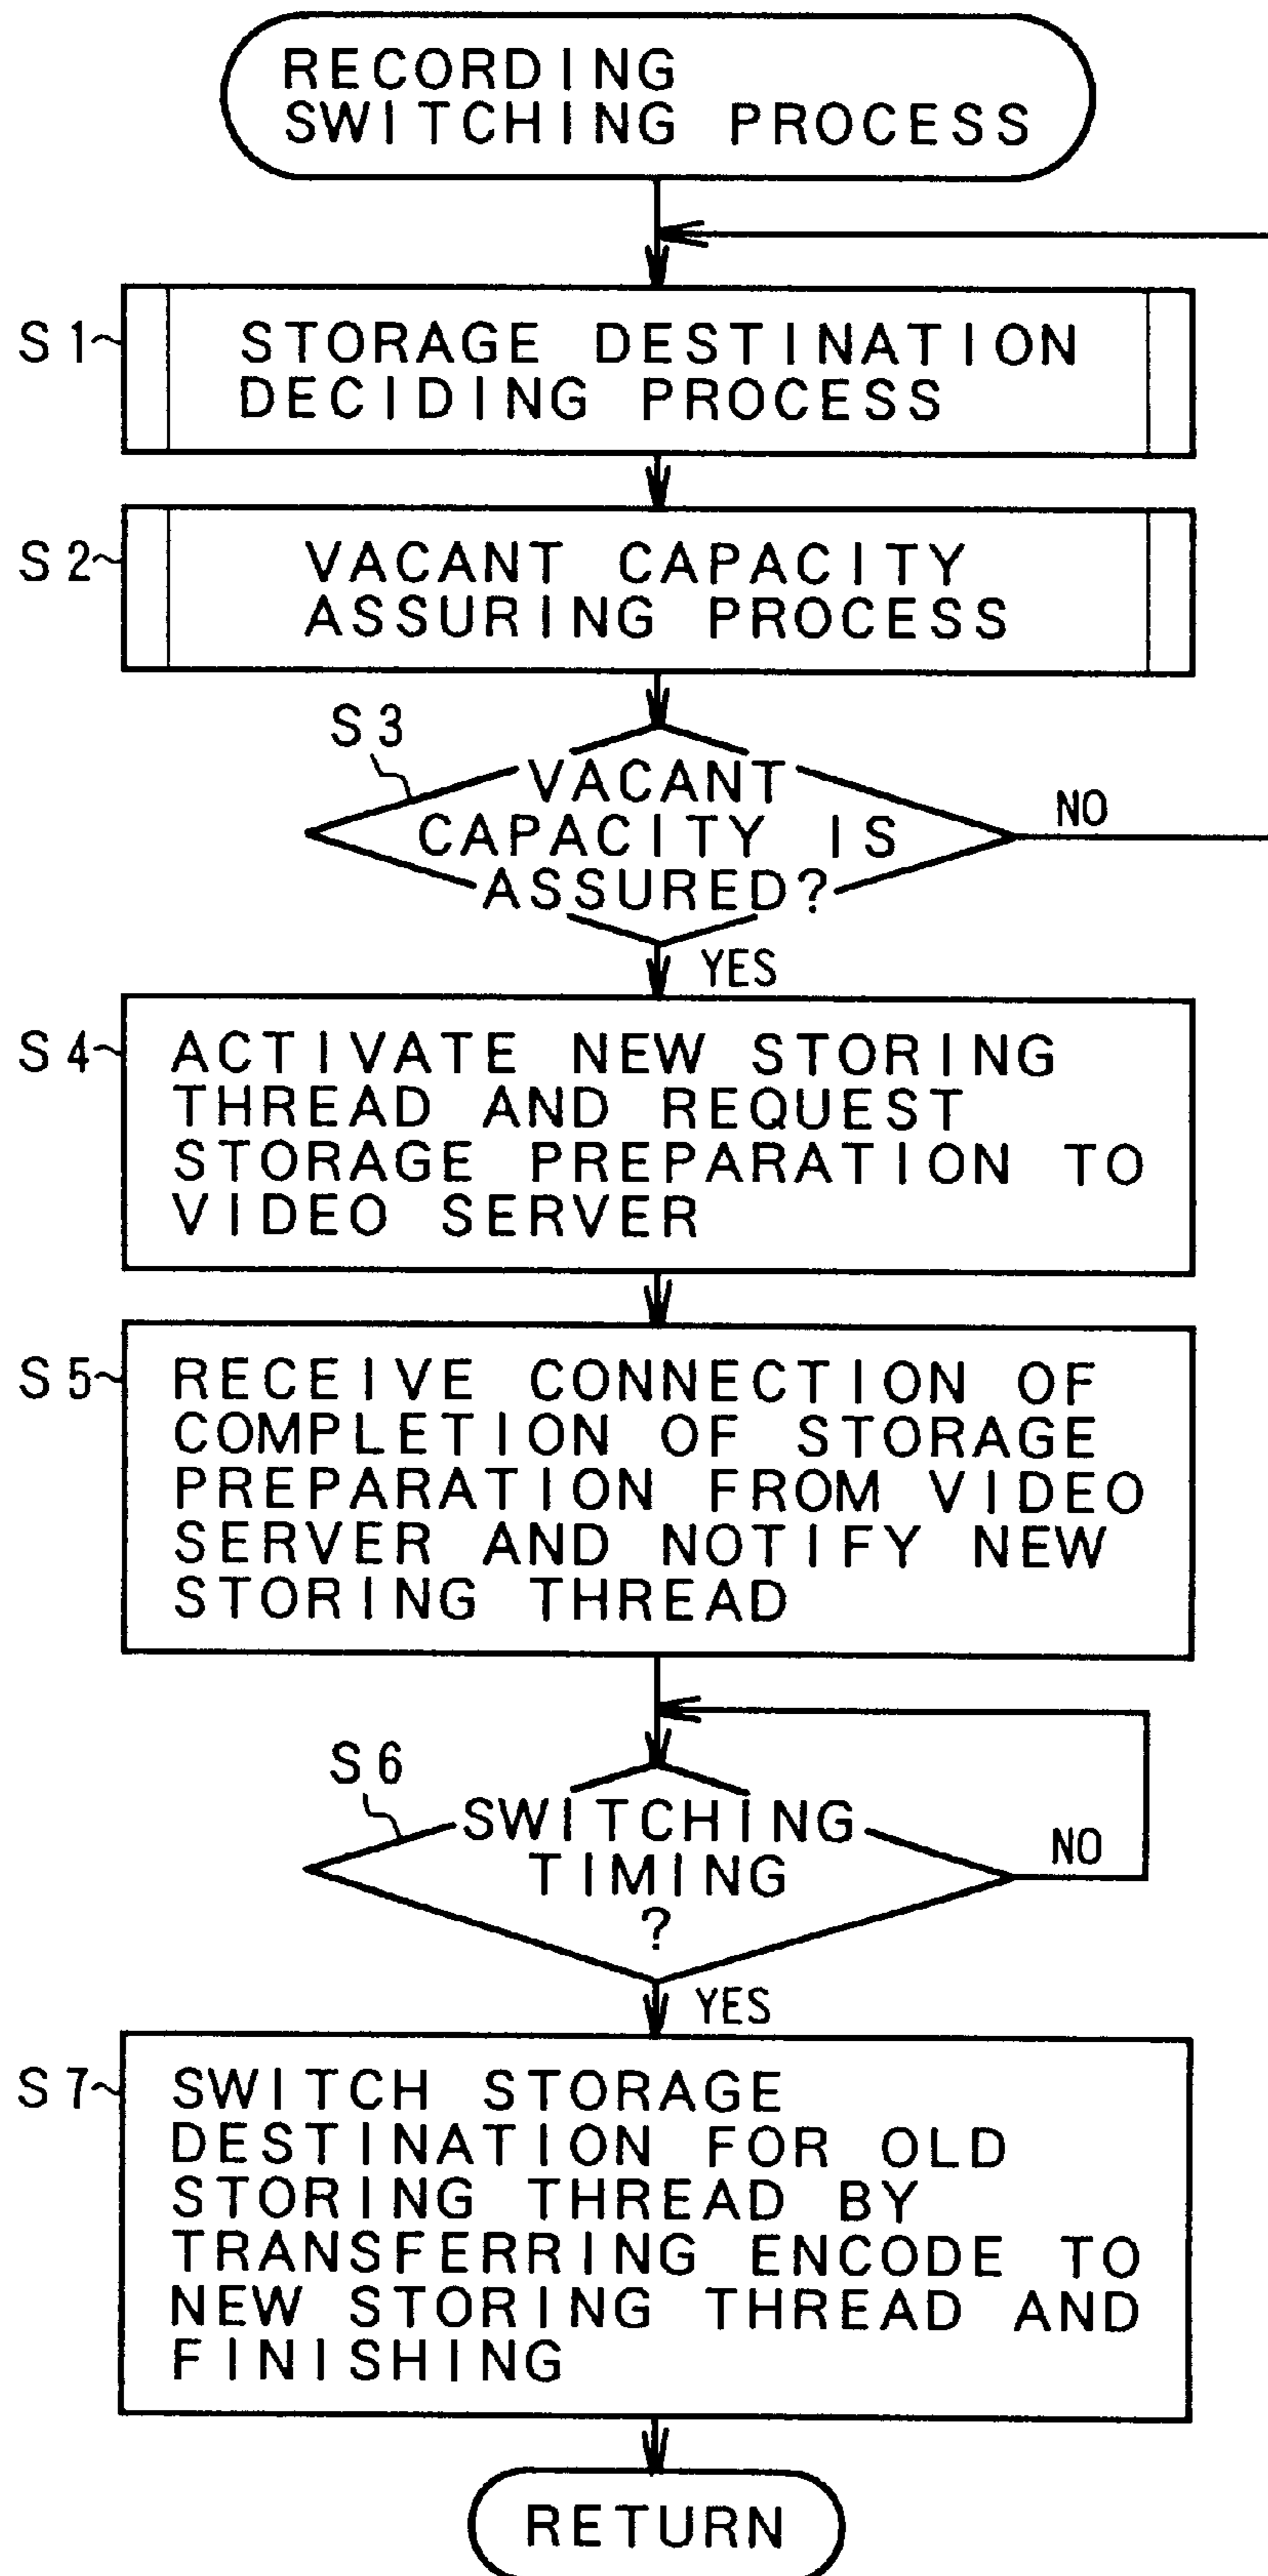 RECORDING
SWITCHING PROCESS
S1
STORAGE DESTINATION
DECIDING PROCESS
S2
VACANT CAPACITY
ASSURING PROCESS
S3
VACANT
CAPACITY IS
ASSURED?
NO
YES
S4
ACTIVATE NEW STORING
THREAD AND REQUEST
STORAGE PREPARATION TO
VIDEO SERVER
S5
RECEIVE CONNECTION OF
COMPLETION OF STORAGE
PREPARATION FROM VIDEO
SERVER AND NOTIFY NEW
STORING THREAD
S6
SWITCHING
TIMING
?
NO
YES
S7
SWITCH STORAGE
DESTINATION FOR OLD
STORING THREAD BY
TRANSFERRING ENCODE TO
NEW STORING THREAD AND
FINISHING
RETURN